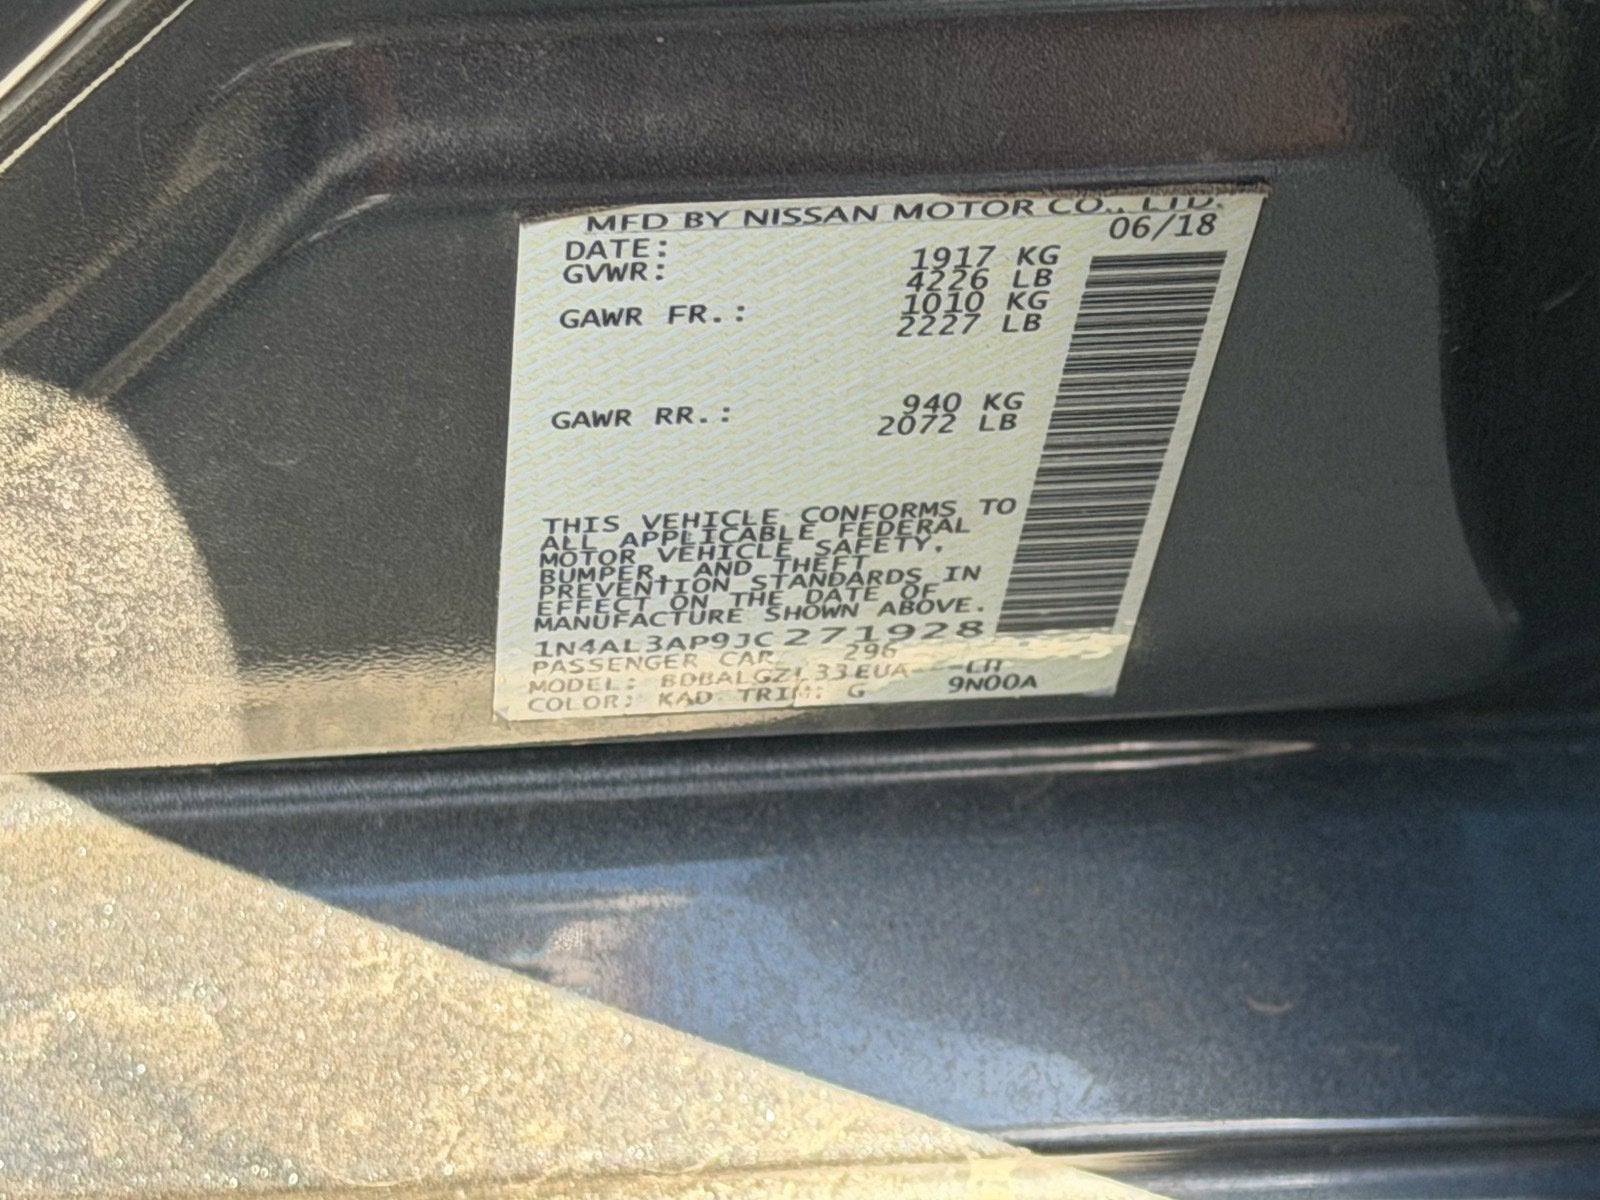 MFD BY NISSAN MOTOR CO., LTD.
DATE: 06/18
GVWR: 1917 KG
4226 LB
GAWR FR.: 1010 KG
2227 LB
GAWR RR.: 940 KG
2072 LB
THIS VEHICLE CONFORMS TO
ALL APPLICABLE FEDERAL
MOTOR VEHICLE SAFETY,
BUMPER, AND THEFT
PREVENTION STANDARDS IN
EFFECT ON THE DATE OF
MANUFACTURE SHOWN ABOVE.
1N4AL3AP9JC271928
PASSENGER CAR 296
MODEL: BDBALGZL33EUA
COLOR: KAD TRIM: G 9N00A